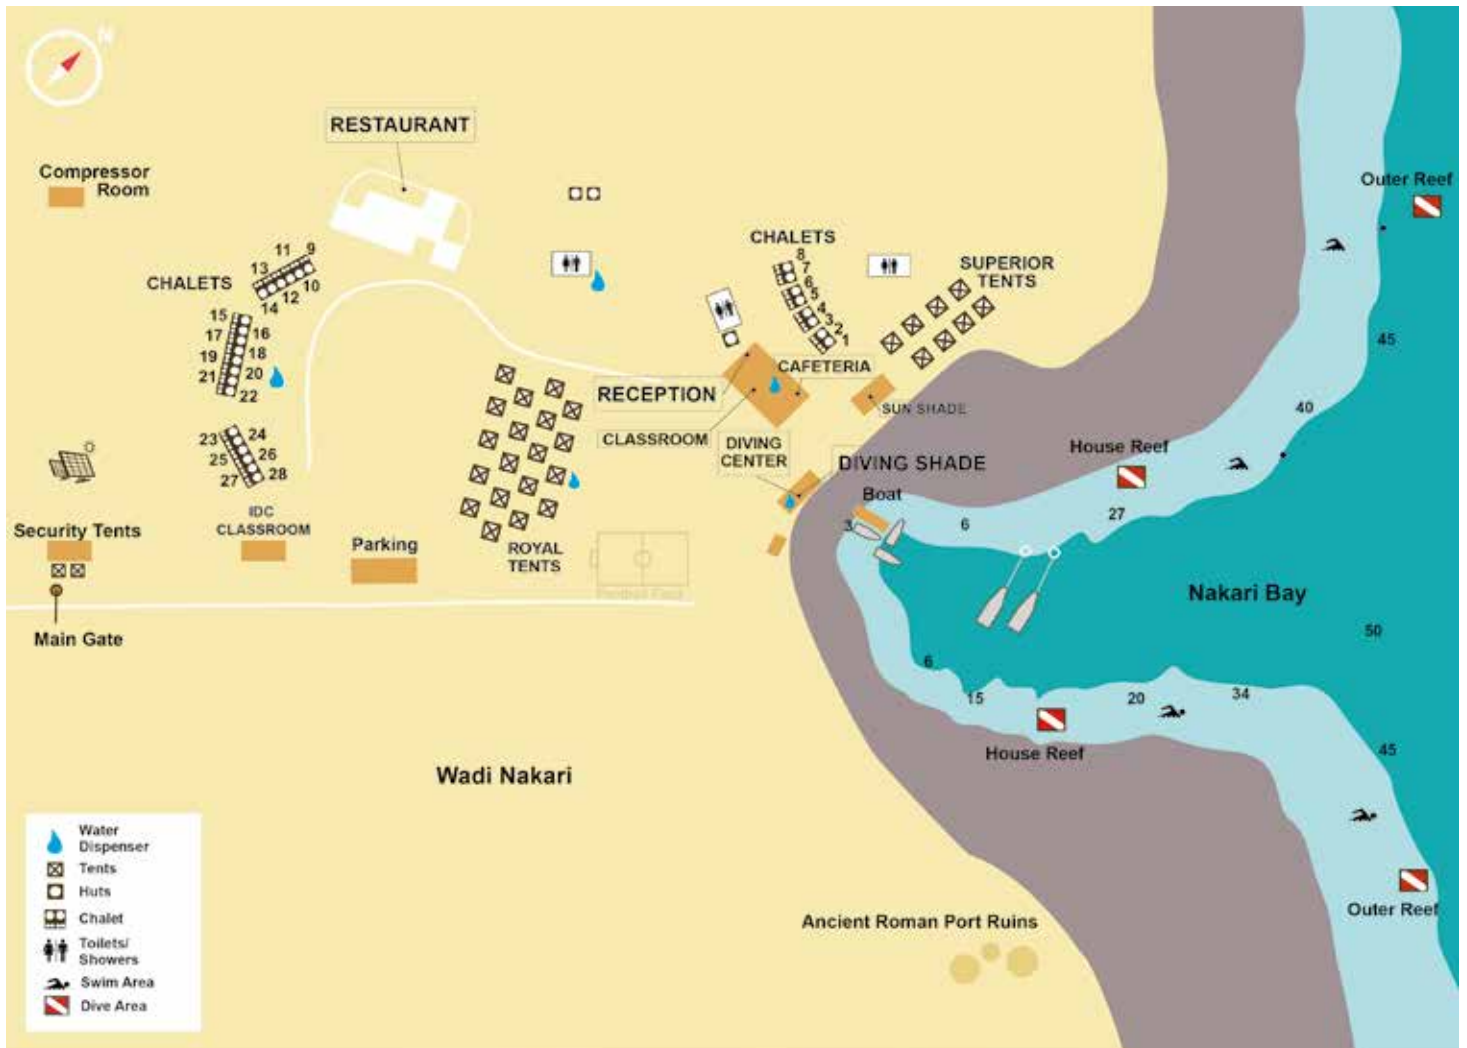 N
RESTAURANT
Compressor
Room
Outer Reef
CHALETS
8
7
6
5
4
3
2
1
SUPERIOR
TENTS
11
9
13
10
12
14
CHALETS
15
16
17
18
19
20
21
22
45
CAFETERIA
RECEPTION
SUN SHADE
40
CLASSROOM
DIVING
CENTER
DIVING SHADE
House Reef
23
24
25
26
27
28
Boat
3
6
27
IDC
CLASSROOM
Security Tents
Parking
ROYAL
TENTS
Nakari Bay
Main Gate
50
6
15
20
34
House Reef
45
Wadi Nakari
Outer Reef
Ancient Roman Port Ruins
Water
Dispenser
Tents
Huts
Chalet
Toilets/
Showers
Swim Area
Dive Area